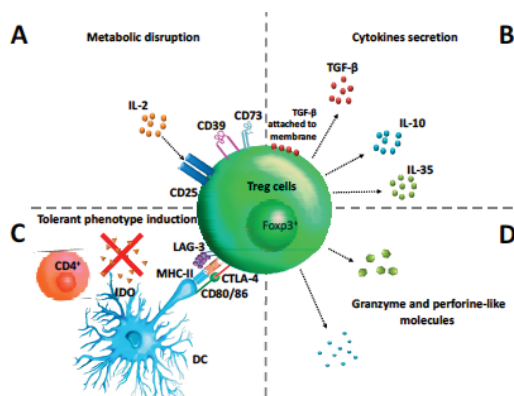 A
Metabolic disruption
Cytokines secretion
B
TGF-β
IL-2
CD39
CD73
TGF-β
attached to
membrane
IL-10
IL-35
CD25
Treg cells
Foxp3⁺
C
Tolerant phenotype induction
D
LAG-3
CD4⁺
MHC-II
IDO
CTLA-4
CD80/86
DC
Granzyme and perforine-like
molecules